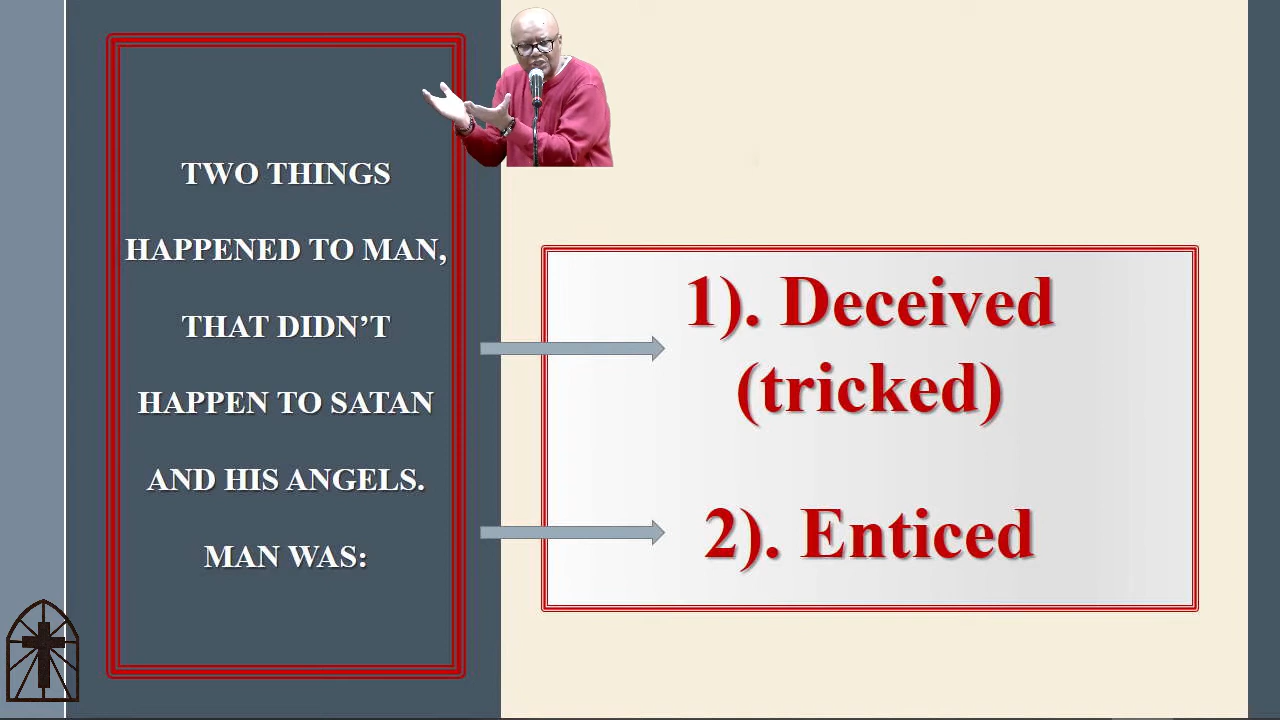 TWO THINGS
HAPPENED TO MAN,
THAT DIDN’T
HAPPEN TO SATAN
AND HIS ANGELS.
MAN WAS:
1). Deceived
(tricked)
2). Enticed